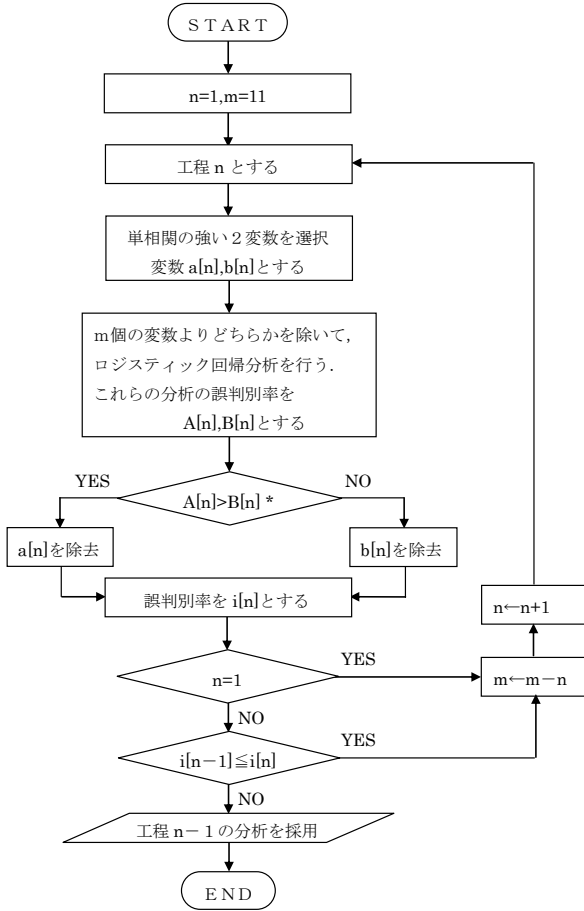 ＳＴＡＲＴ
n=1,m=11
工程 n とする
単相関の強い２変数を選択
変数 a[n],b[n]とする
ｍ個の変数よりどちらかを除いて，
ロジスティック回帰分析を行う．
これらの分析の誤判別率を
A[n],B[n]とする
YES
NO
A[n]>B[n] *
a[n]を除去
b[n]を除去
誤判別率を i[n]とする
n←n+1
YES
n=1
m←m－n
NO
YES
i[n－1]≦i[n]
NO
工程 n－1 の分析を採用
ＥＮＤ